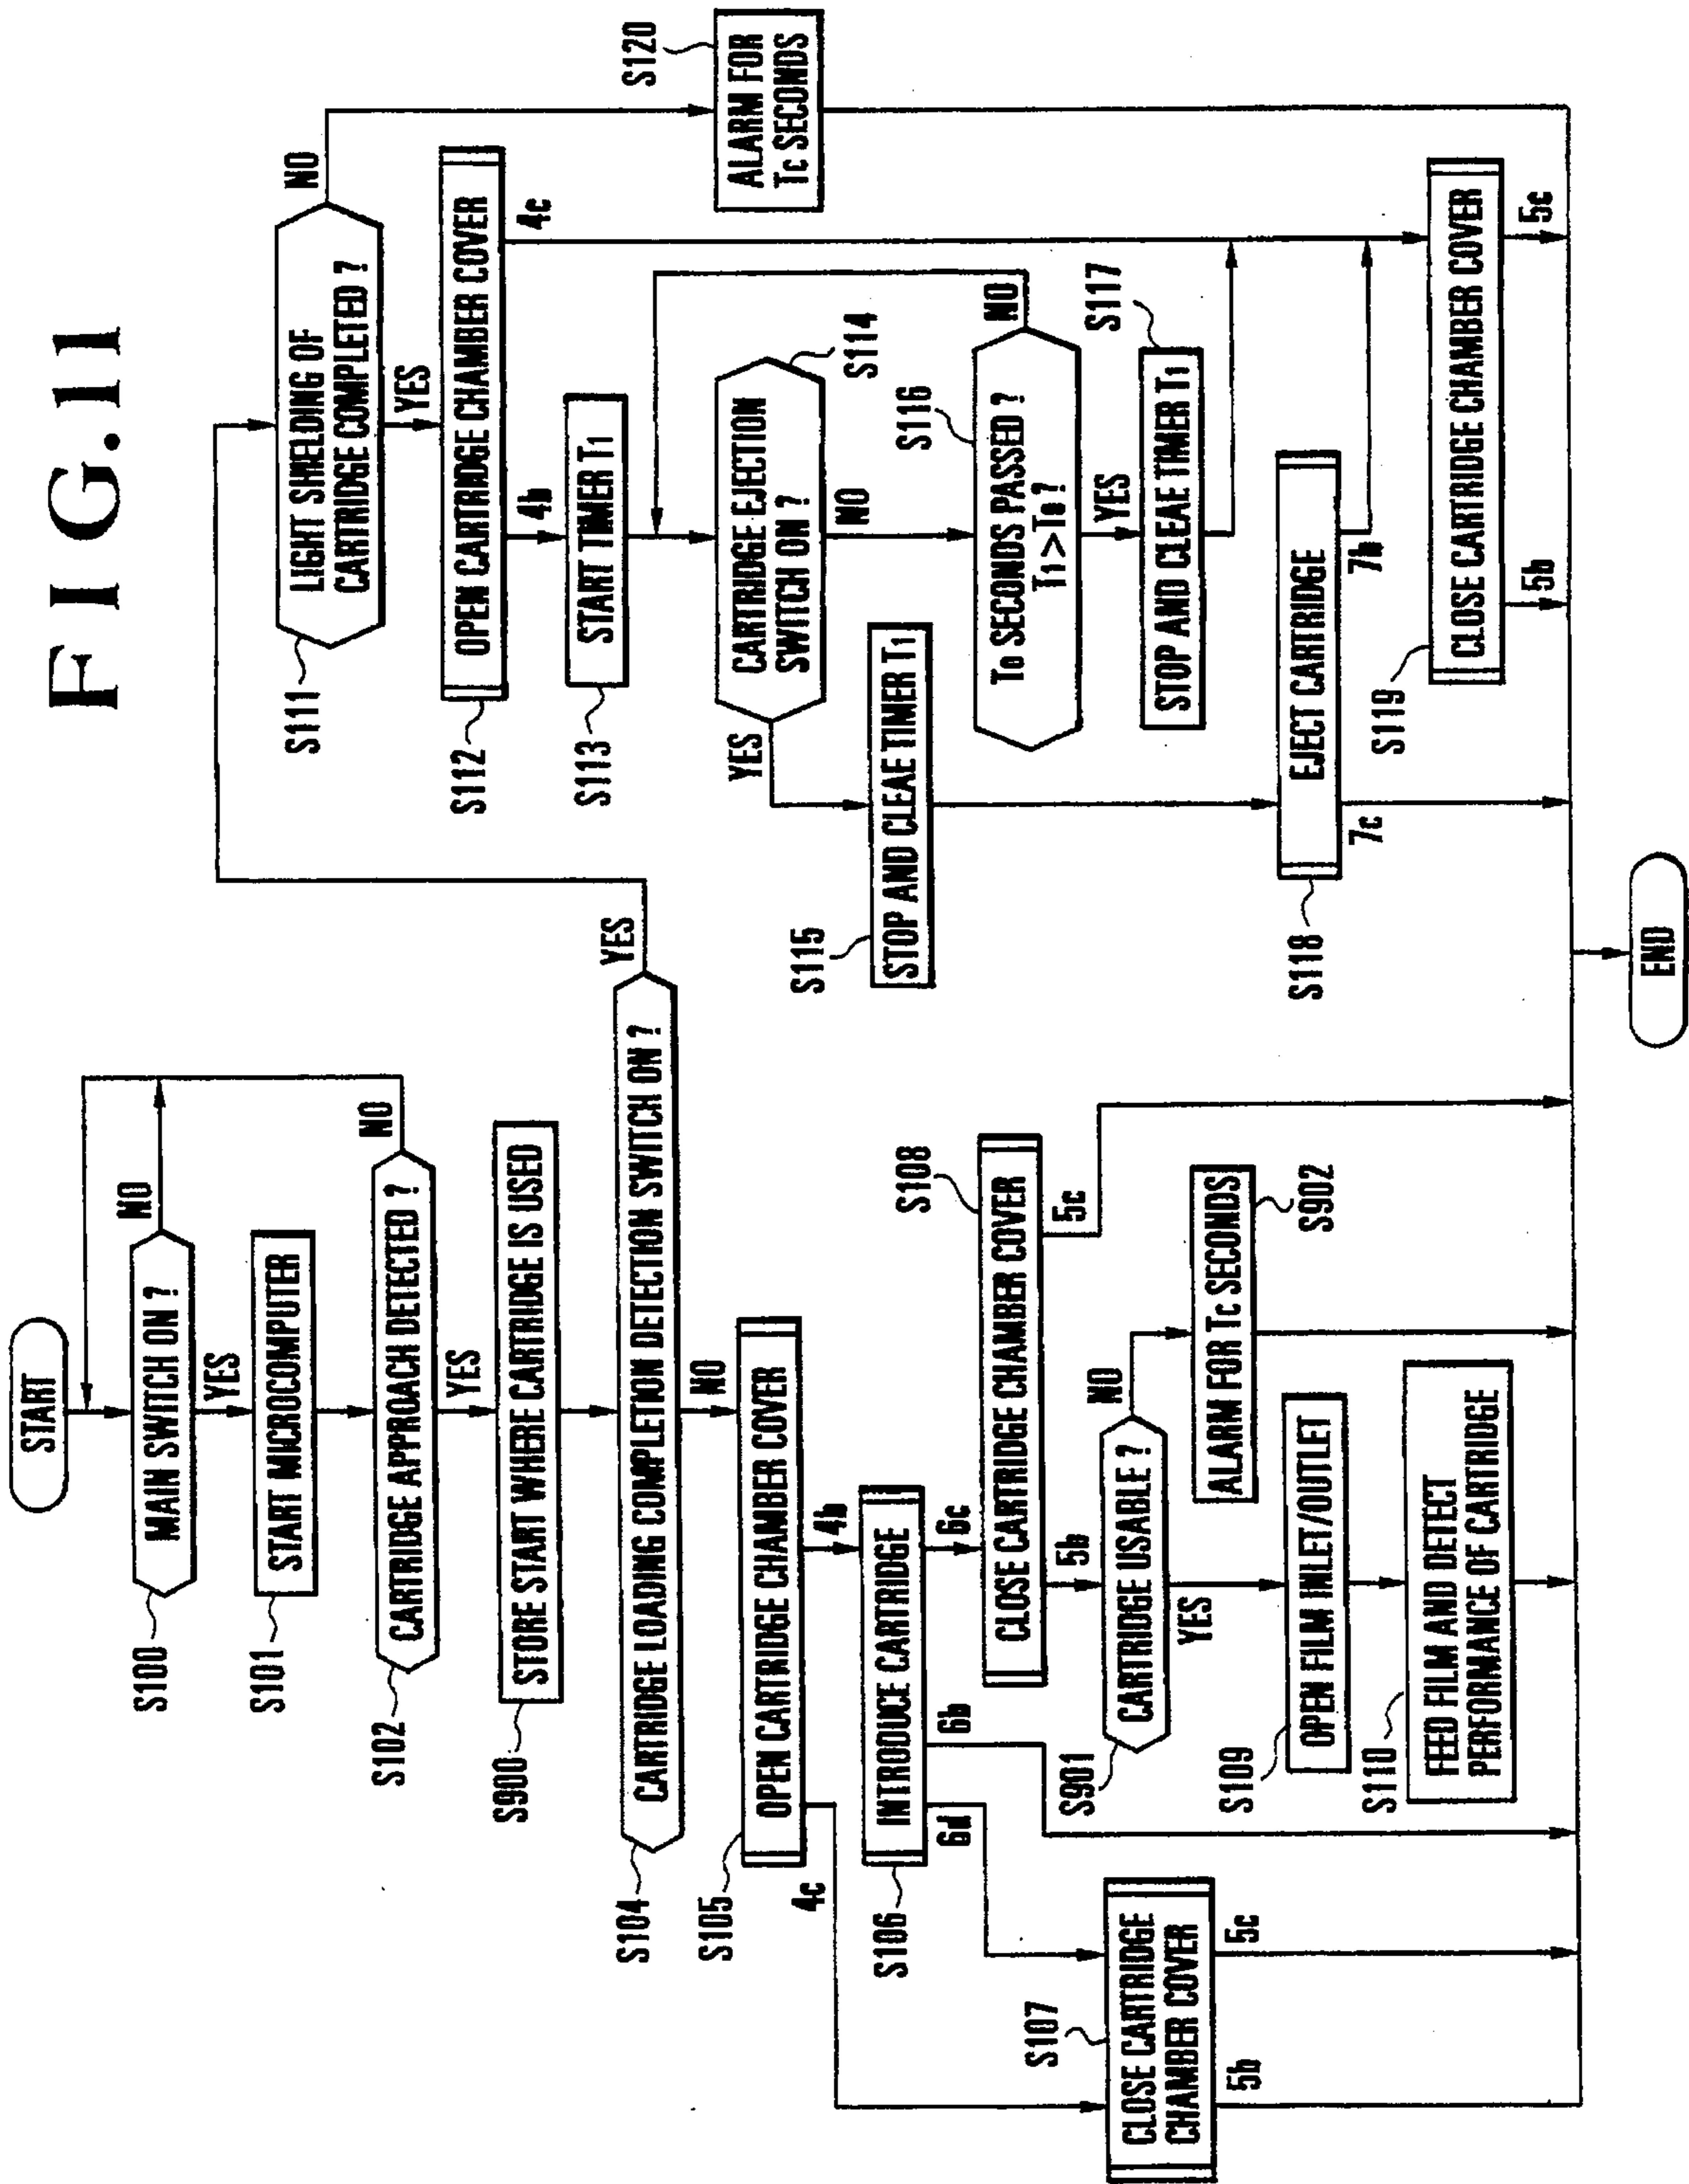 FIG.11
START
S100
MAIN SWITCH ON ?
NO
YES
S101
START MICROCOMPUTER
S102
CARTRIDGE APPROACH DETECTED ?
NO
YES
S900
STORE START WHERE CARTRIDGE IS USED
S104
CARTRIDGE LOADING COMPLETION DETECTION SWITCH ON ?
YES
NO
S105
OPEN CARTRIDGE CHAMBER COVER
4c
4b
S106
INTRODUCE CARTRIDGE
6d
6b
6c
S107
CLOSE CARTRIDGE
CHAMBER COVER
5b
5c
S108
CLOSE CARTRIDGE CHAMBER COVER
5b
5c
S901
CARTRIDGE USABLE ?
NO
YES
S902
ALARM FOR Tc SECONDS
S109
OPEN FILM INLET/OUTLET
S110
FEED FILM AND DETECT
PERFORMANCE OF CARTRIDGE
S111
LIGHT SHIELDING OF
CARTRIDGE COMPLETED ?
NO
YES
S112
OPEN CARTRIDGE CHAMBER COVER
4b
4c
S113
START TIMER T1
S114
CARTRIDGE EJECTION
SWITCH ON ?
YES
NO
S115
STOP AND CLEAE TIMER T1
S116
T0 SECONDS PASSED ?
T1 > T0 ?
NO
YES
S117
STOP AND CLEAE TIMER T1
S118
EJECT CARTRIDGE
7c
7b
S119
CLOSE CARTRIDGE CHAMBER COVER
5b
5c
S120
ALARM FOR
Tc SECONDS
END